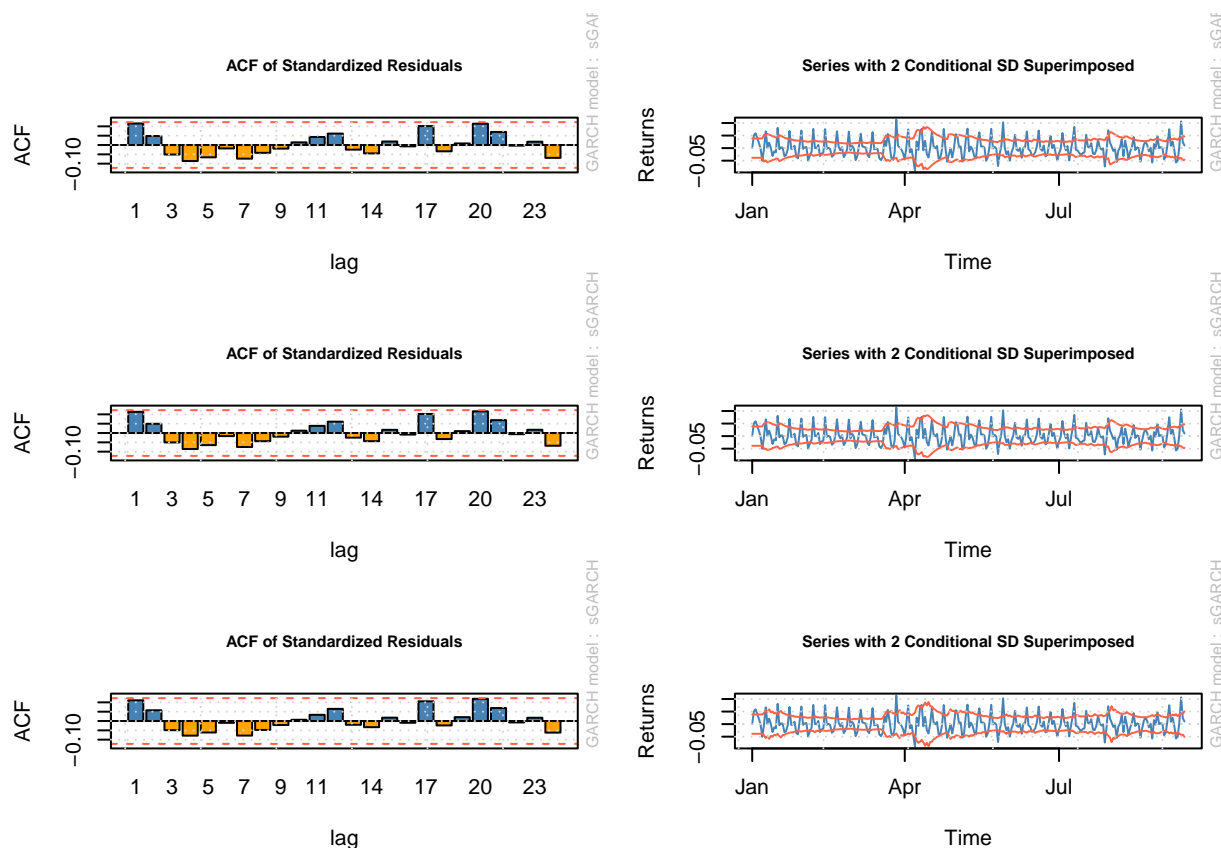 ACF of Standardized Residuals
ACF
−0.10
1 3 5 7 9 11 14 17 20 23
lag
GARCH model : sGAR
Series with 2 Conditional SD Superimposed
Returns
−0.05
Jan Apr Jul
Time
GARCH model : sGAR
ACF of Standardized Residuals
ACF
−0.10
1 3 5 7 9 11 14 17 20 23
lag
GARCH model : sGARCH
Series with 2 Conditional SD Superimposed
Returns
−0.05
Jan Apr Jul
Time
GARCH model : sGARCH
ACF of Standardized Residuals
ACF
−0.10
1 3 5 7 9 11 14 17 20 23
lag
GARCH model : sGARCH
Series with 2 Conditional SD Superimposed
Returns
−0.05
Jan Apr Jul
Time
GARCH model : sGARCH